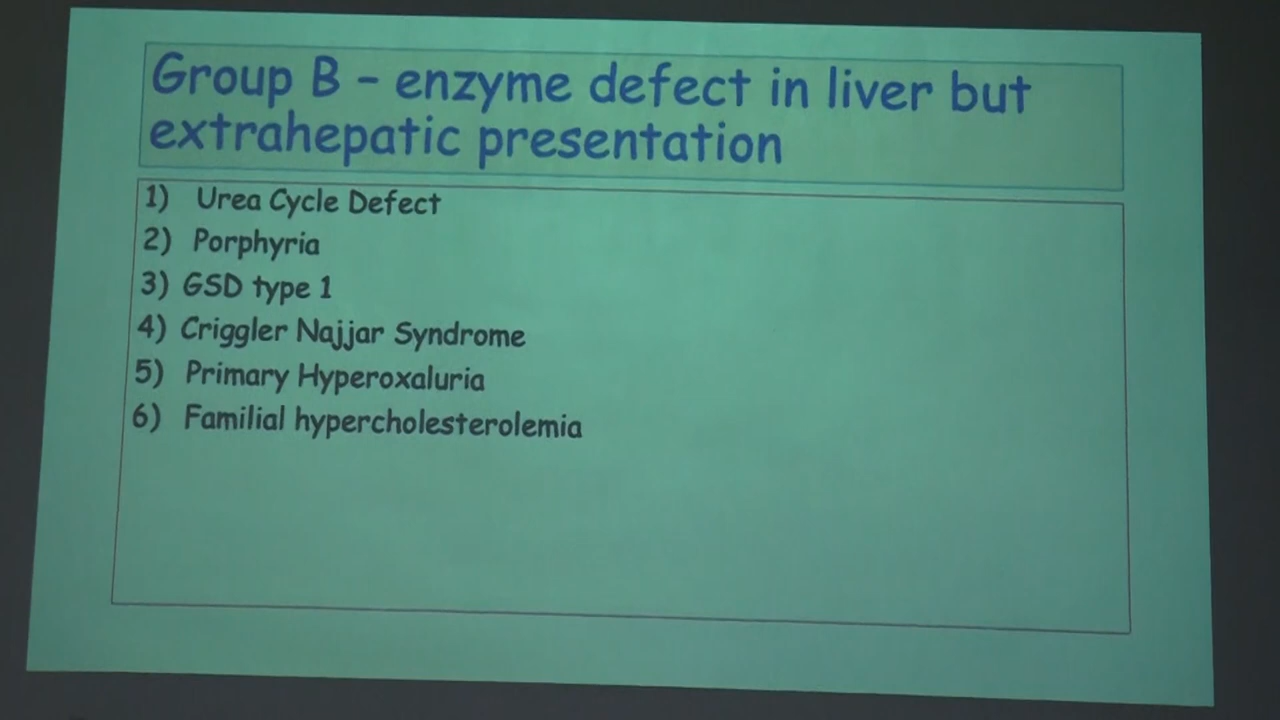 Group B - enzyme defect in liver but
extrahepatic presentation
1) Urea Cycle Defect
2) Porphyria
3) GSD type 1
4) Criggler Najjar Syndrome
5) Primary Hyperoxaluria
6) Familial hypercholesterolemia